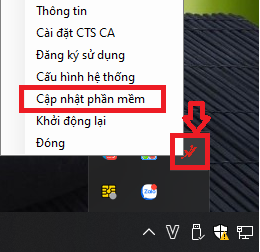 Thông tin
Cài đặt CTS CA
Đăng ký sử dụng
Cấu hình hệ thống
Cập nhật phần mềm
Khởi động lại
Đóng
Zalo